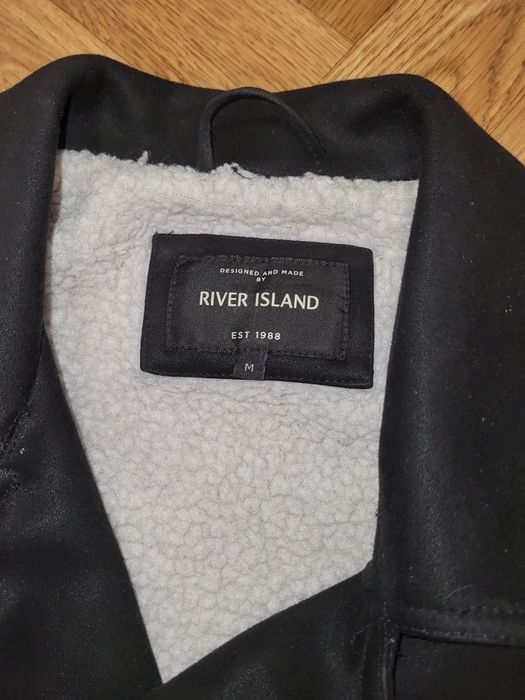 DESIGNED AND MADE
BY
RIVER ISLAND
EST 1988
M